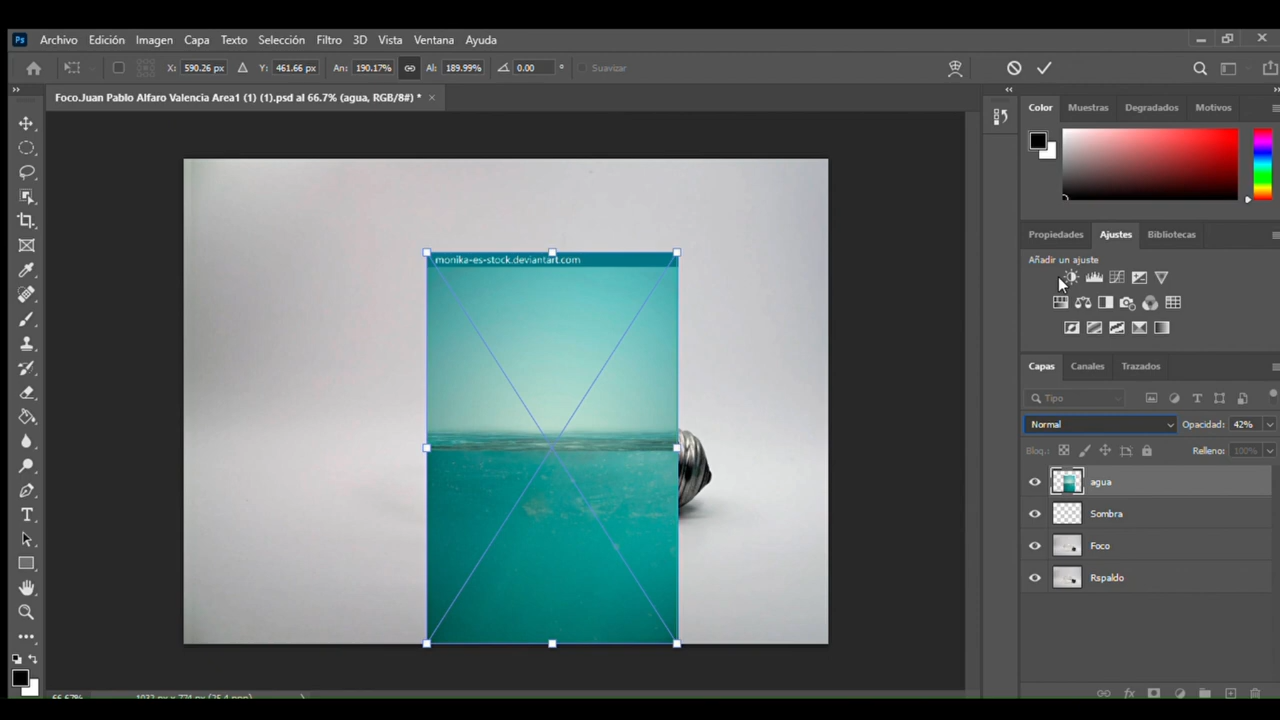 Ps Archivo Edición Imagen Capa Texto Selección Filtro 3D Vista Ventana Ayuda
X: 590.26 px Y: 461.66 px An: 190.17% Al: 189.99% 0.00 ° Suavizar
Foco.Juan Pablo Alfaro Valencia Area1 (1) (1).psd al 66.7% (agua, RGB/8#) *
Color Muestras Degradados Motivos
Propiedades Ajustes Bibliotecas
Añadir un ajuste
monika-es-stock.deviantart.com
Capas Canales Trazados
Tipo
Normal Opacidad: 42%
Bloq.: Relleno: 100%
agua
Sombra
Foco
Rspaldo
fx